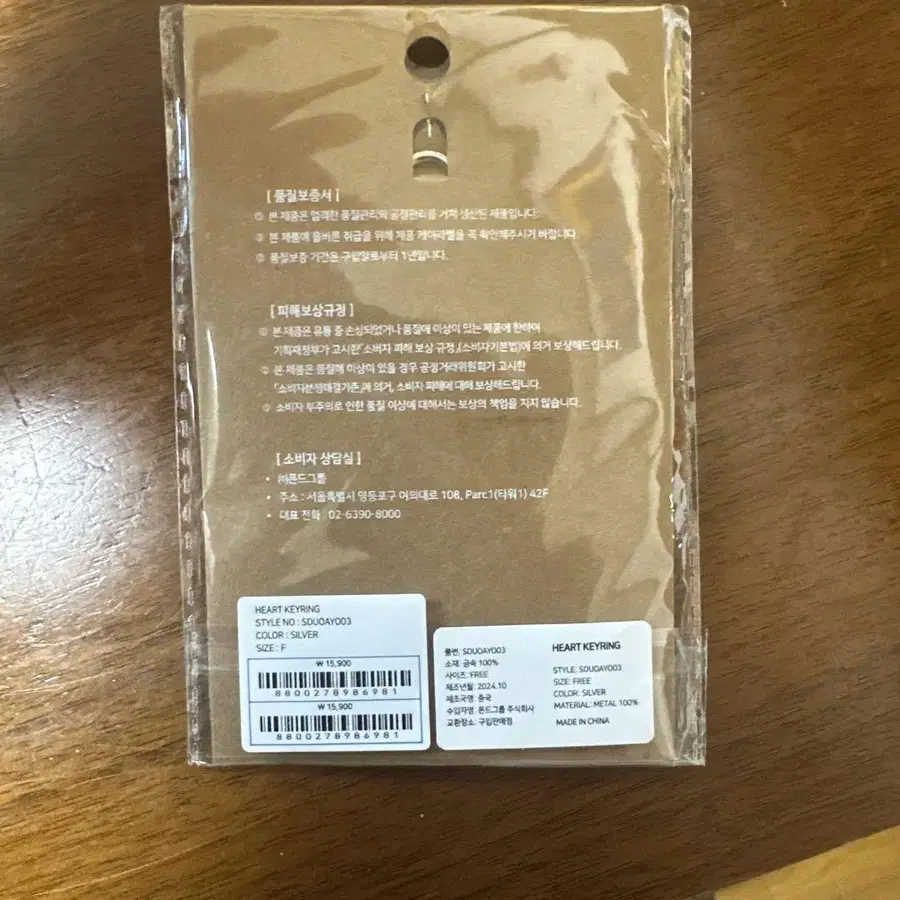 [ 품질보증서 ]
① 본 제품은 엄격한 품질관리와 공정관리를 거쳐 생산된 제품입니다.
② 본 제품에 올바른 취급을 위해 제품 케어라벨을 꼭 확인해주시기 바랍니다.
③ 품질보증 기간은 구입일로부터 1년입니다.
[ 피해보상규정 ]
① 본 제품은 유통 중 손상되었거나 품질에 이상이 있는 제품에 한하여
기획재정부가 고시한「소비자 피해 보상 규정」(소비자기본법)에 의거 보상해드립니다.
② 본 제품은 품질에 이상이 있을 경우 공정거래위원회가 고시한
「소비자분쟁해결기준」에 의거, 소비자 피해에 대해 보상해드립니다.
③ 소비자 부주의로 인한 품질 이상에 대해서는 보상의 책임을 지지 않습니다.
[ 소비자 상담실 ]
• ㈜폰드그룹
• 주소 : 서울특별시 영등포구 여의대로 108, Parc.1(타워1) 42F
• 대표 전화 : 02-6390-8000
HEART KEYRING
STYLE NO : SDUOAY003
COLOR : SILVER
SIZE : F
₩ 15,900
8800278986981
₩ 15,900
8800278986981
품번: SDUOAY003
소재: 금속 100%
사이즈: FREE
제조년월: 2024.10
제조국명: 중국
수입자명: 폰드그룹 주식회사
교환장소: 구입판매점
HEART KEYRING
STYLE: SDUOAY003
SIZE: FREE
COLOR: SILVER
MATERIAL: METAL 100%
MADE IN CHINA